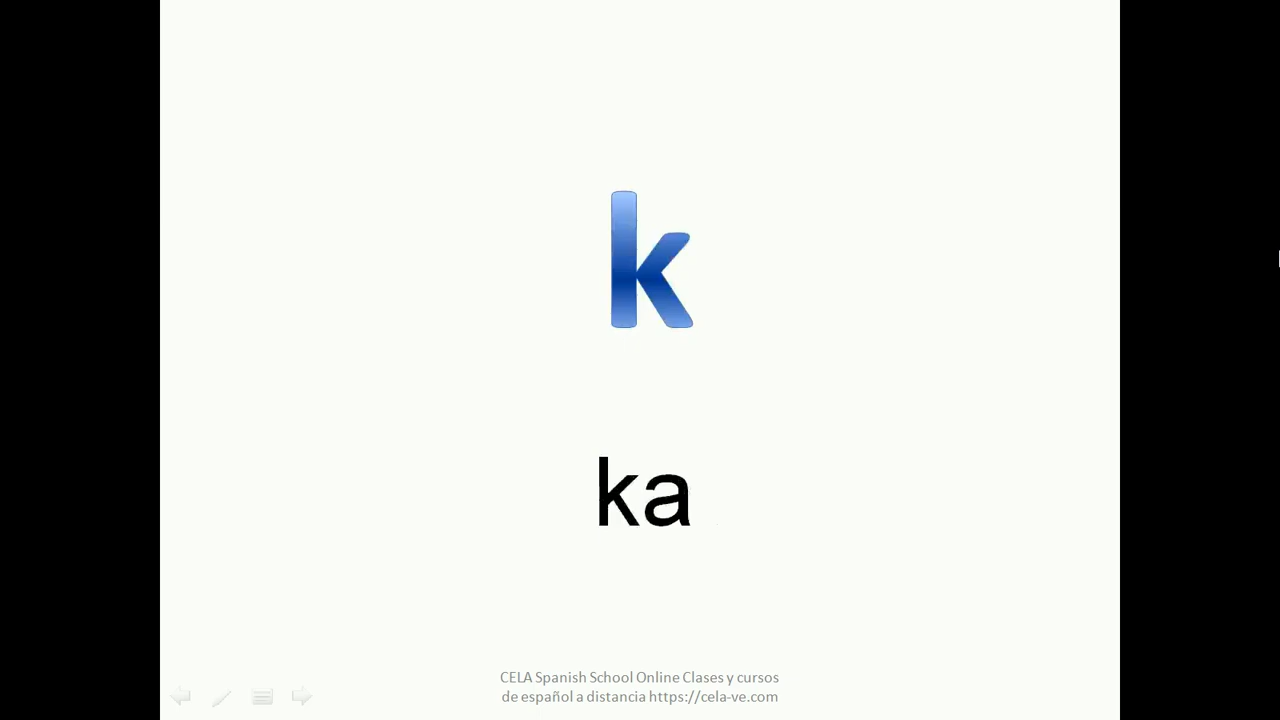 k
ka
CELA Spanish School Online Clases y cursos
de español a distancia https://cela-ve.com